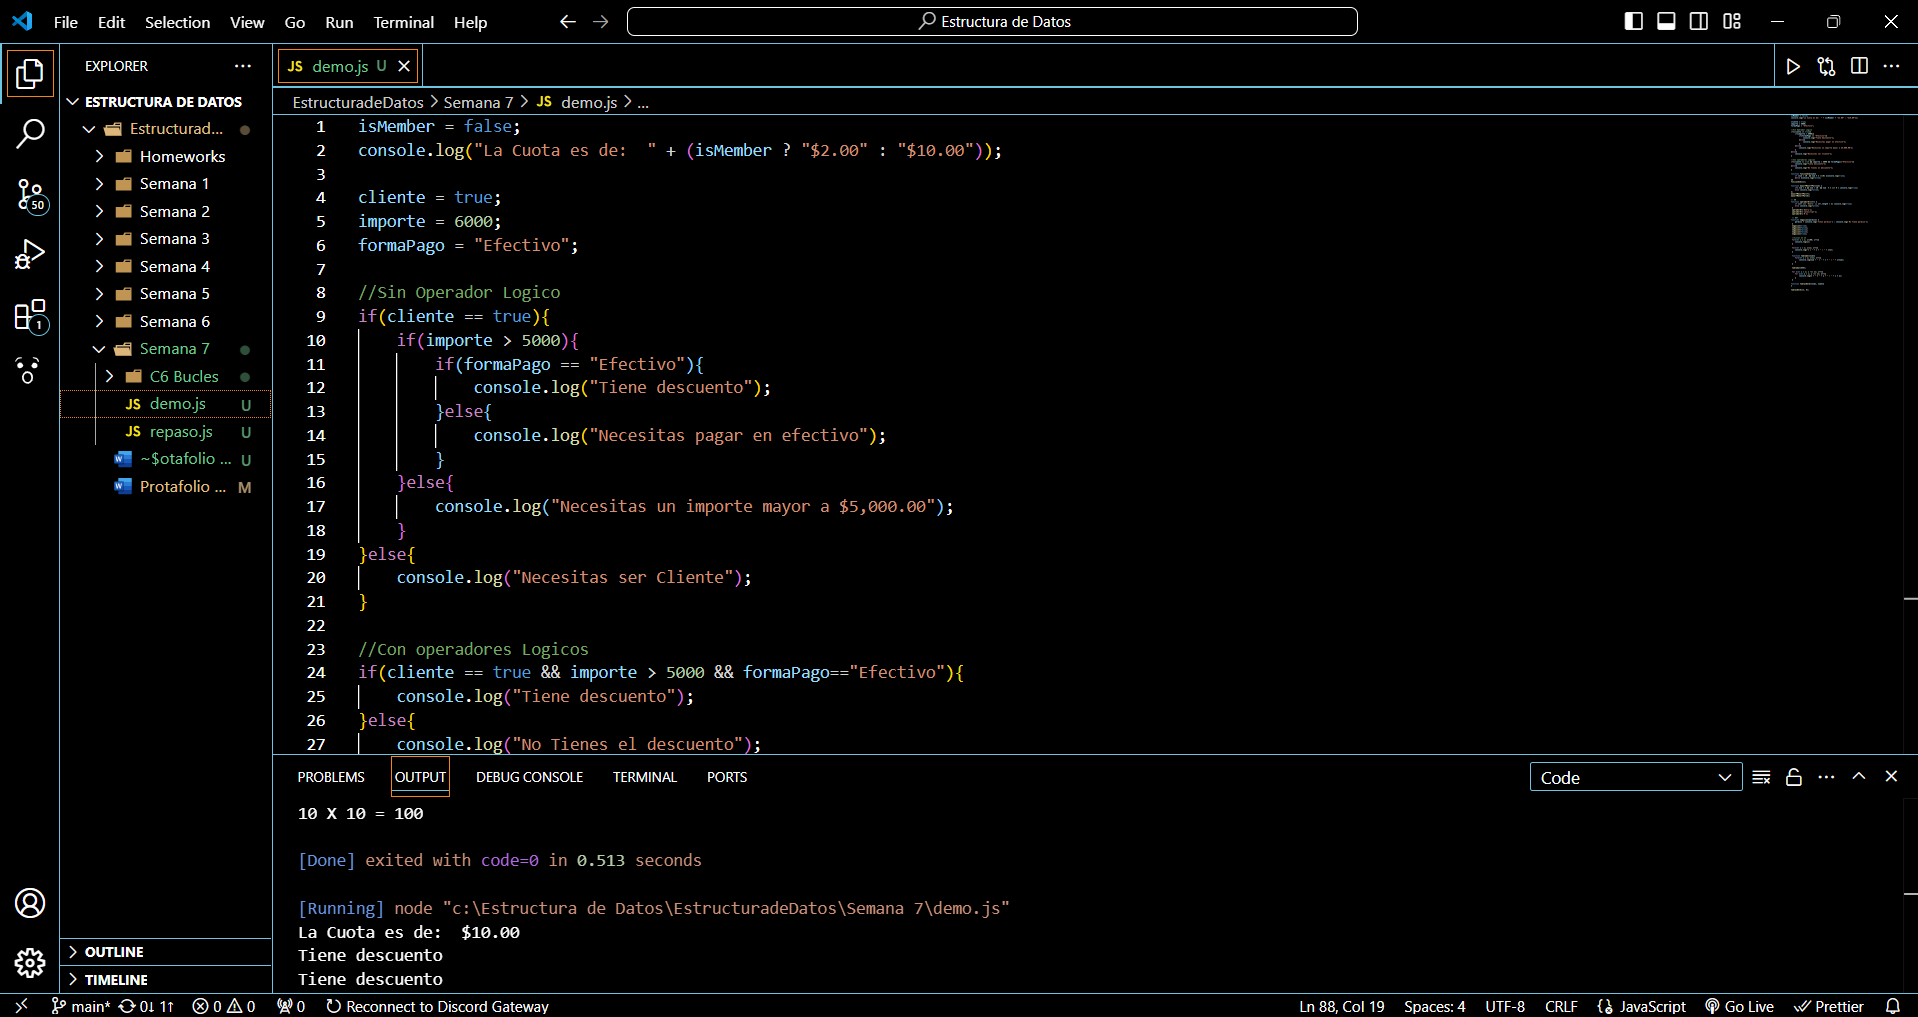 File Edit Selection View Go Run Terminal Help
Estructura de Datos
EXPLORER
ESTRUCTURA DE DATOS
Estructurad...
Homeworks
Semana 1
Semana 2
Semana 3
Semana 4
Semana 5
Semana 6
Semana 7
C6 Bucles
JS demo.js U
JS repaso.js U
~$otafolio ... U
Protafolio ... M
OUTLINE
TIMELINE
50
1
JS demo.js U
EstructuradeDatos > Semana 7 > JS demo.js > ...
1 isMember = false;
2 console.log("La Cuota es de:  " + (isMember ? "$2.00" : "$10.00"));
3
4 cliente = true;
5 importe = 6000;
6 formaPago = "Efectivo";
7
8 //Sin Operador Logico
9 if(cliente == true){
10 if(importe > 5000){
11 if(formaPago == "Efectivo"){
12 console.log("Tiene descuento");
13 }else{
14 console.log("Necesitas pagar en efectivo");
15 }
16 }else{
17 console.log("Necesitas un importe mayor a $5,000.00");
18 }
19 }else{
20 console.log("Necesitas ser Cliente");
21 }
22
23 //Con operadores Logicos
24 if(cliente == true && importe > 5000 && formaPago=="Efectivo"){
25 console.log("Tiene descuento");
26 }else{
27 console.log("No Tienes el descuento");
PROBLEMS OUTPUT DEBUG CONSOLE TERMINAL PORTS
Code
10 X 10 = 100
[Done] exited with code=0 in 0.513 seconds
[Running] node "c:\Estructura de Datos\EstructuradeDatos\Semana 7\demo.js"
La Cuota es de:  $10.00
Tiene descuento
Tiene descuento
main* 0↓ 1↑ 0 0 0 Reconnect to Discord Gateway
Ln 88, Col 19 Spaces: 4 UTF-8 CRLF {} JavaScript Go Live Prettier